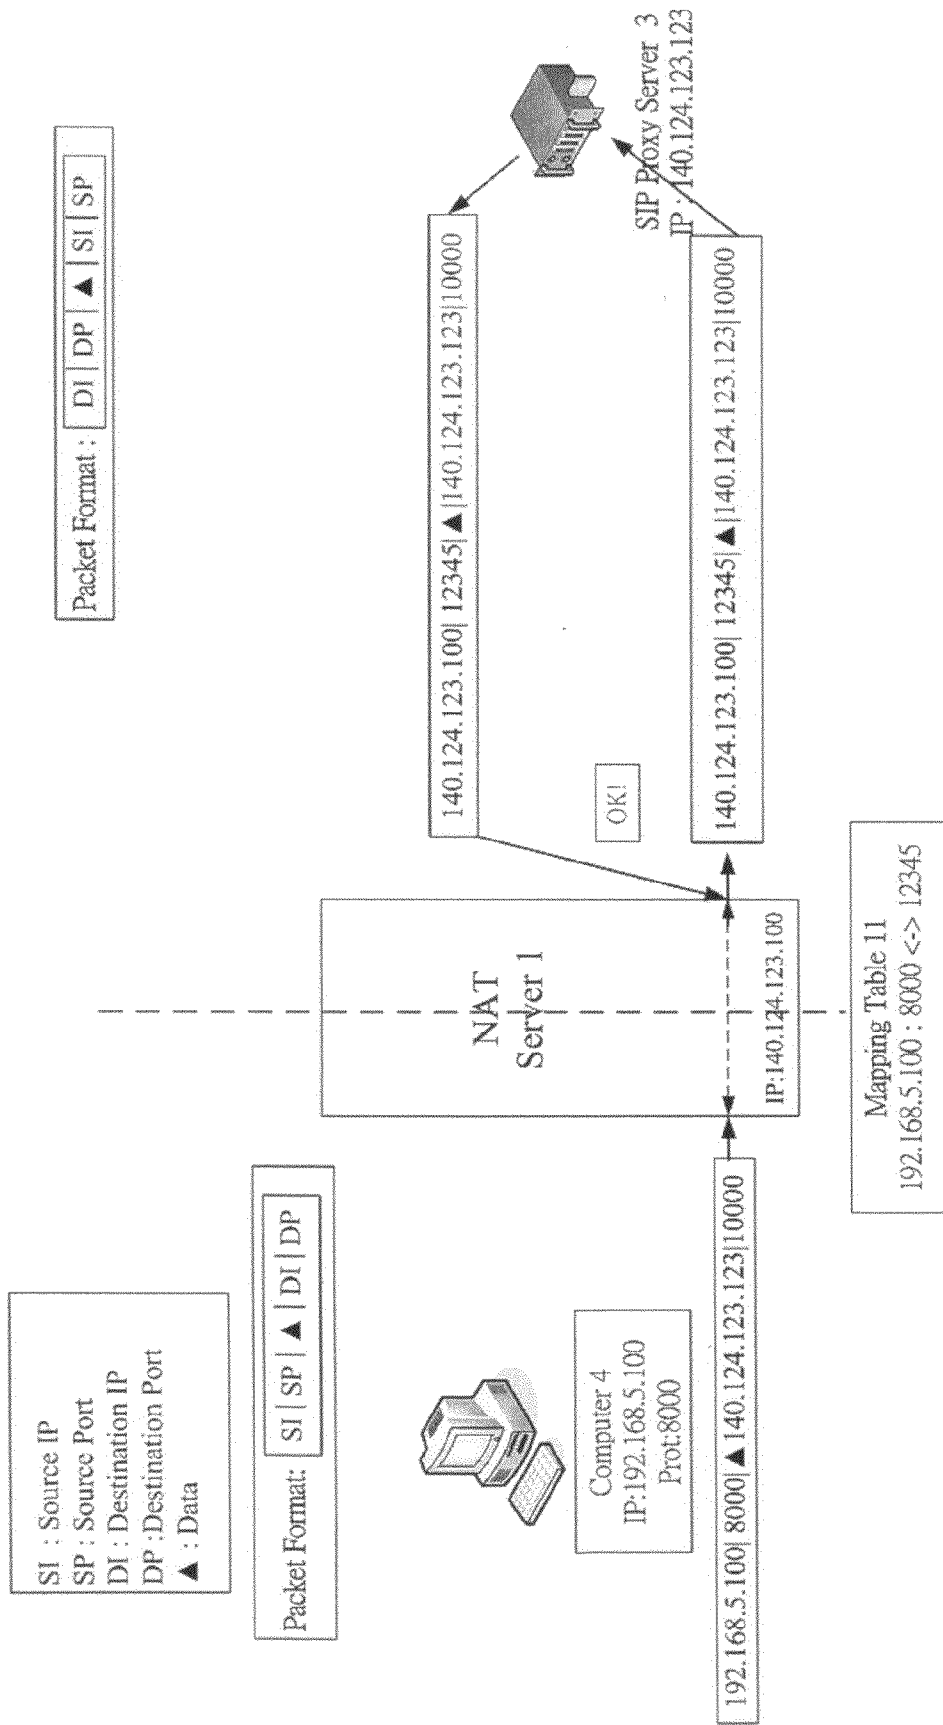 SI : Source IP
SP : Source Port
DI : Destination IP
DP :Destination Port
▲ : Data
Packet Format: SI | SP | ▲ | DI | DP
Packet Format : DI | DP | ▲ | SI | SP
Computer 4
IP:192.168.5.100
Prot:8000
192.168.5.100| 8000|▲|140.124.123.123|10000
NAT
Server 1
IP:140.124.123.100
Mapping Table 11
192.168.5.100 : 8000 <-> 12345
140.124.123.100| 12345|▲|140.124.123.123|10000
OK!
140.124.123.100| 12345|▲|140.124.123.123|10000
SIP Proxy Server 3
IP : 140.124.123.123